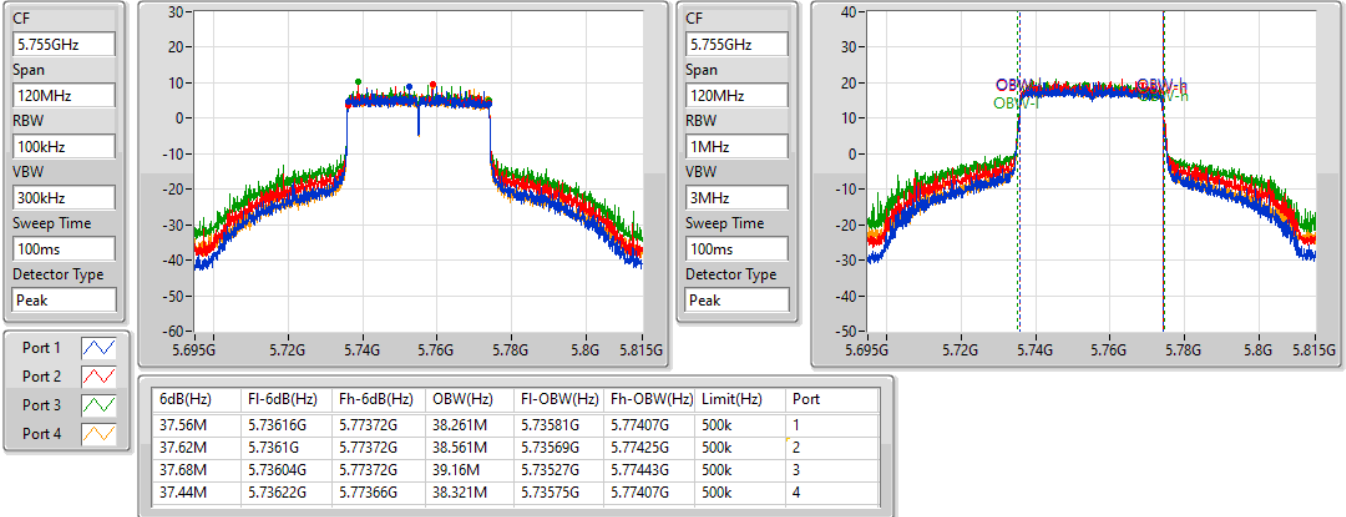 CF
5.755GHz
Span
120MHz
RBW
100kHz
VBW
300kHz
Sweep Time
100ms
Detector Type
Peak
30
20
10
0
-10
-20
-30
-40
-50
-60
5.695G 5.72G 5.74G 5.76G 5.78G 5.8G 5.815G
CF
5.755GHz
Span
120MHz
RBW
1MHz
VBW
3MHz
Sweep Time
100ms
Detector Type
Peak
40
30
20
10
0
-10
-20
-30
-40
-50
OBW-l OBW-h
5.695G 5.72G 5.74G 5.76G 5.78G 5.8G 5.815G
Port 1
Port 2
Port 3
Port 4
6dB(Hz) Fl-6dB(Hz) Fh-6dB(Hz) OBW(Hz) Fl-OBW(Hz) Fh-OBW(Hz) Limit(Hz) Port
37.56M 5.73616G 5.77372G 38.261M 5.73581G 5.77407G 500k 1
37.62M 5.7361G 5.77372G 38.561M 5.73569G 5.77425G 500k 2
37.68M 5.73604G 5.77372G 39.16M 5.73527G 5.77443G 500k 3
37.44M 5.73622G 5.77366G 38.321M 5.73575G 5.77407G 500k 4